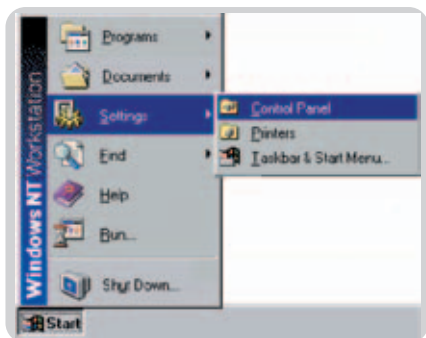 Windows NT Workstation
Programs
Documents
Settings
Find
Help
Run...
Shut Down...
Control Panel
Printers
Taskbar & Start Menu...
Start